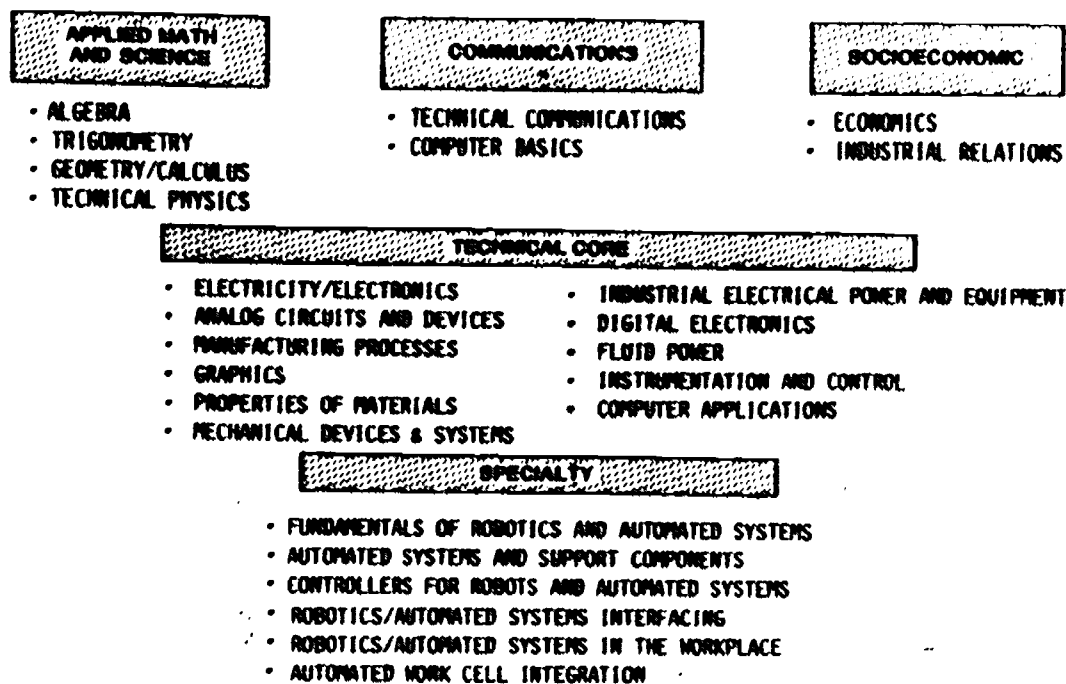 APPLIED MATH
AND SCIENCE
• ALGEBRA
• TRIGONOMETRY
• GEOMETRY/CALCULUS
• TECHNICAL PHYSICS
COMMUNICATIONS
• TECHNICAL COMMUNICATIONS
• COMPUTER BASICS
SOCIOECONOMIC
• ECONOMICS
• INDUSTRIAL RELATIONS
TECHNICAL CORE
• ELECTRICITY/ELECTRONICS
• ANALOG CIRCUITS AND DEVICES
• MANUFACTURING PROCESSES
• GRAPHICS
• PROPERTIES OF MATERIALS
• MECHANICAL DEVICES & SYSTEMS
• INDUSTRIAL ELECTRICAL POWER AND EQUIPMENT
• DIGITAL ELECTRONICS
• FLUID POWER
• INSTRUMENTATION AND CONTROL
• COMPUTER APPLICATIONS
SPECIALTY
• FUNDAMENTALS OF ROBOTICS AND AUTOMATED SYSTEMS
• AUTOMATED SYSTEMS AND SUPPORT COMPONENTS
• CONTROLLERS FOR ROBOTS AND AUTOMATED SYSTEMS
• ROBOTICS/AUTOMATED SYSTEMS INTERFACING
• ROBOTICS/AUTOMATED SYSTEMS IN THE WORKPLACE
• AUTOMATED WORK CELL INTEGRATION